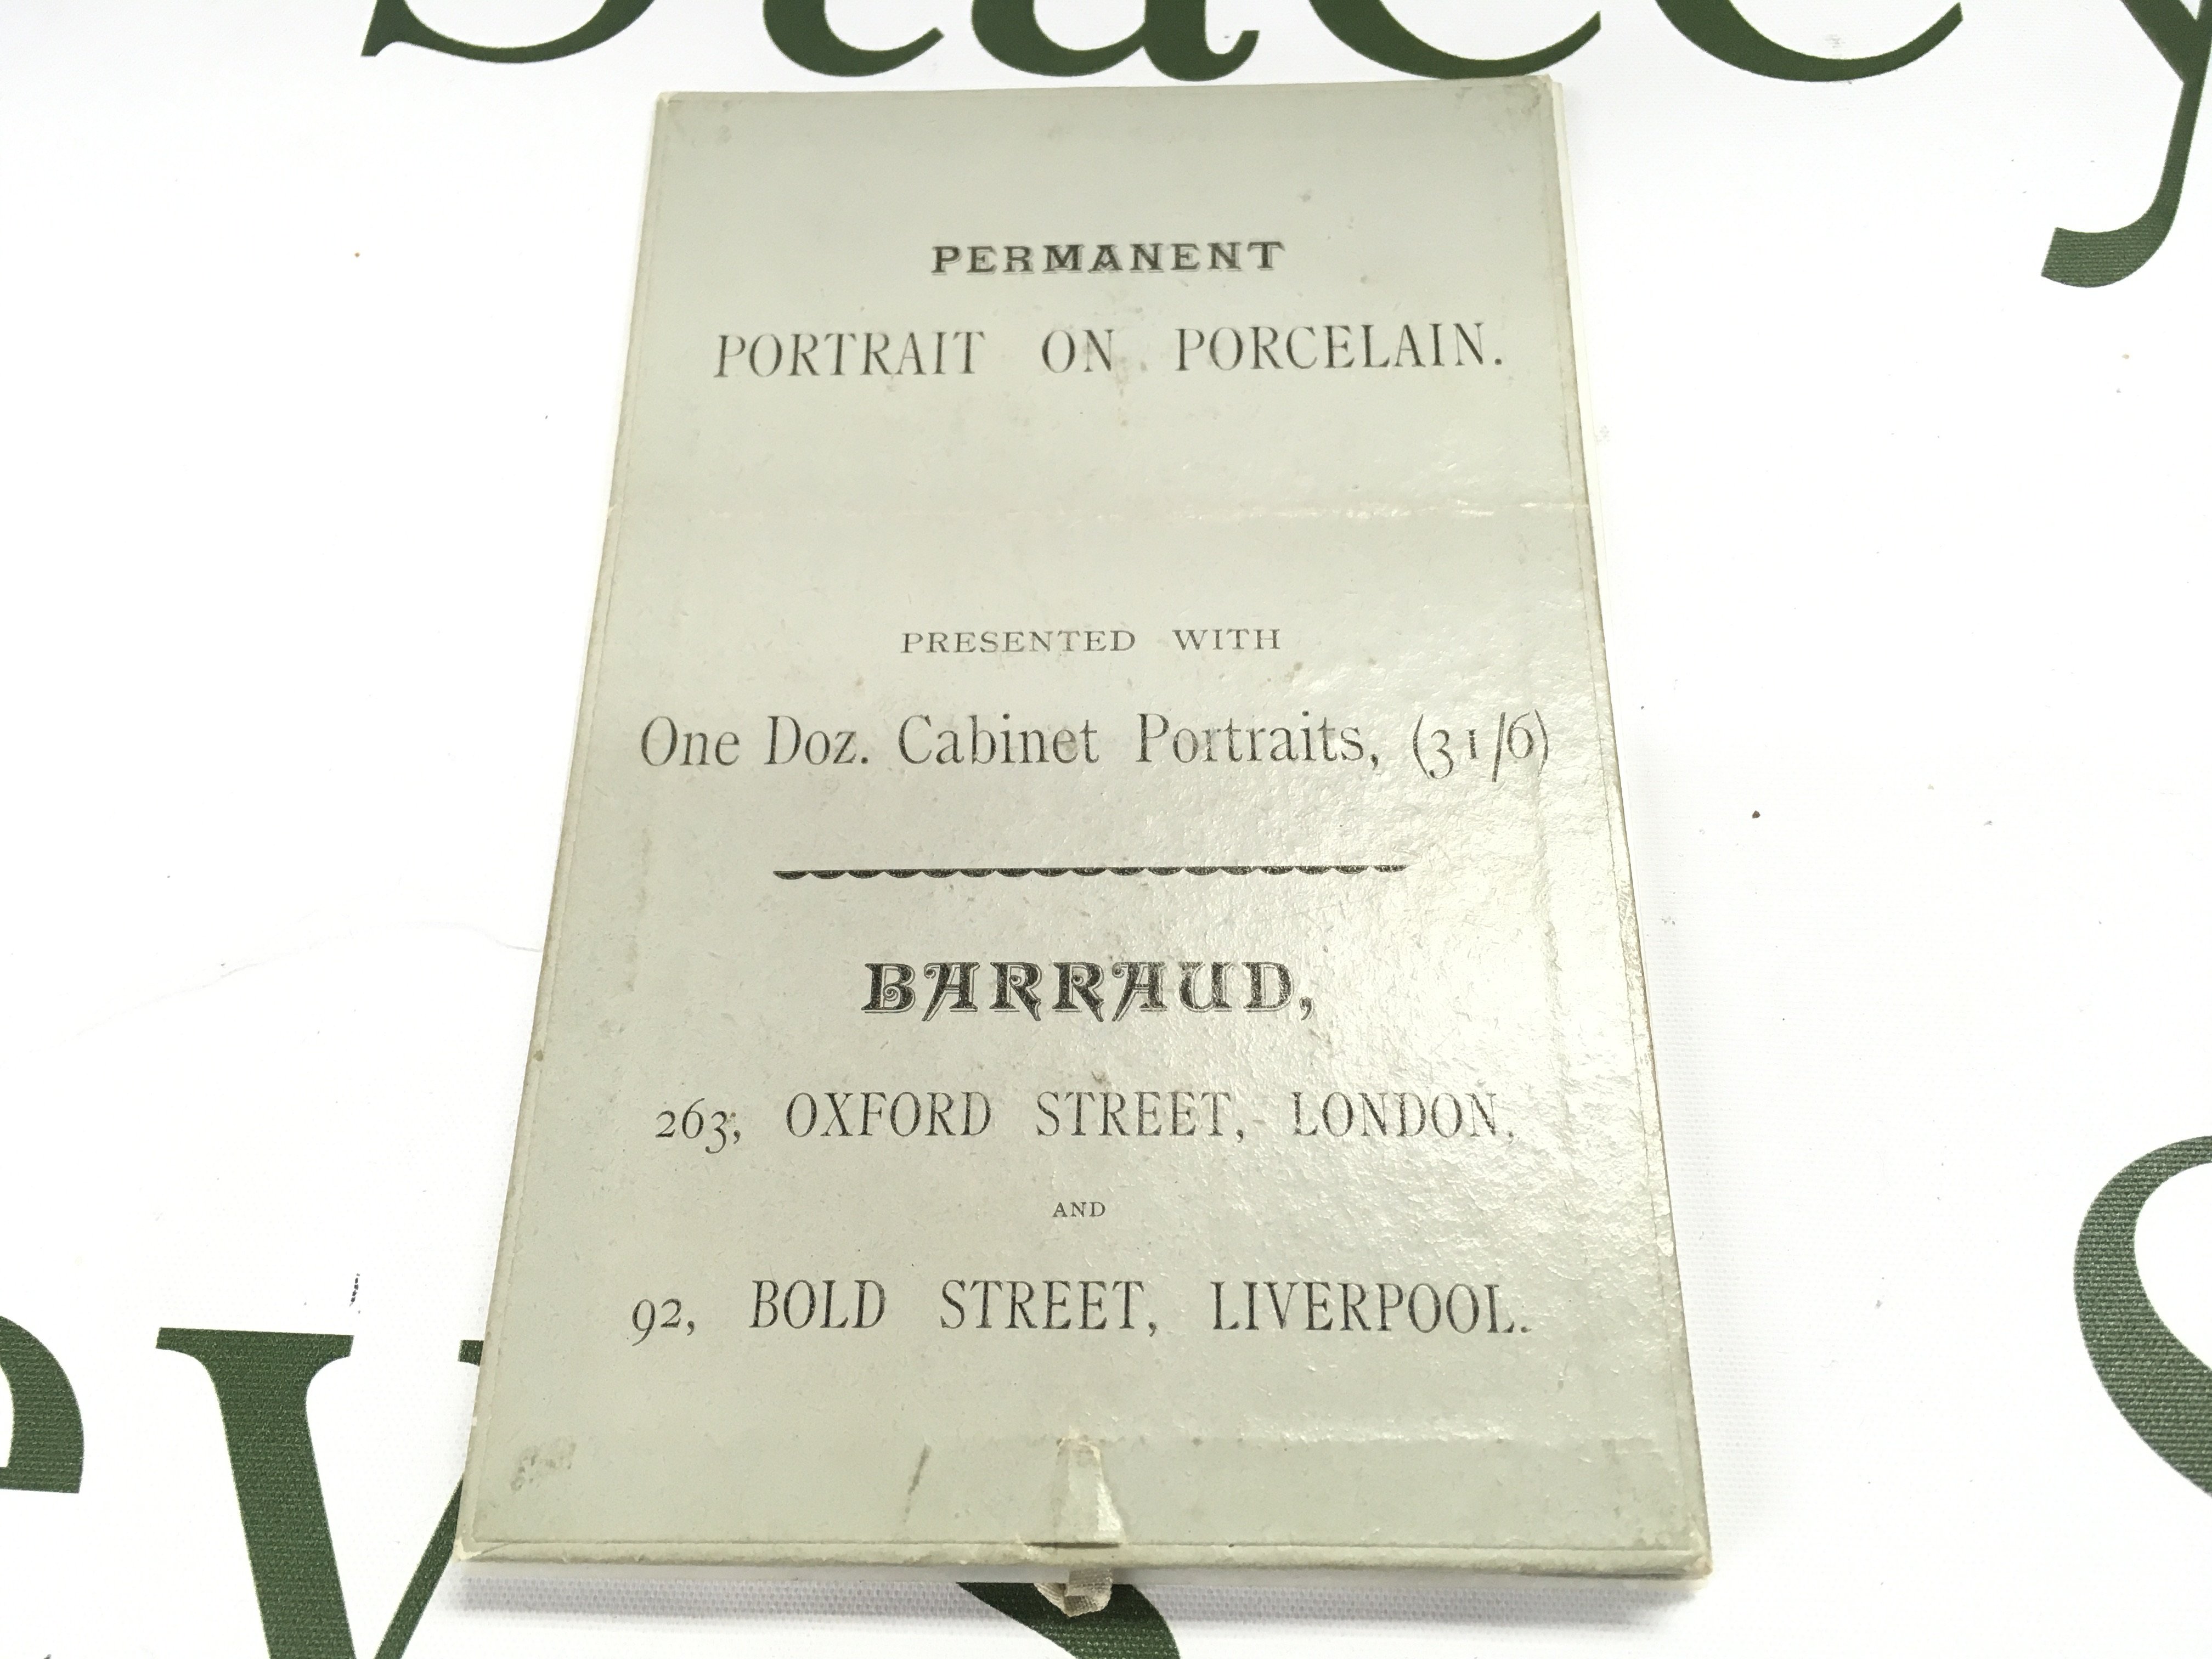 Stacey
PERMANENT
PORTRAIT ON PORCELAIN.
PRESENTED WITH
One Doz. Cabinet Portraits, (31/6)
BARRAUD,
263, OXFORD STREET, LONDON,
AND
92, BOLD STREET, LIVERPOOL.